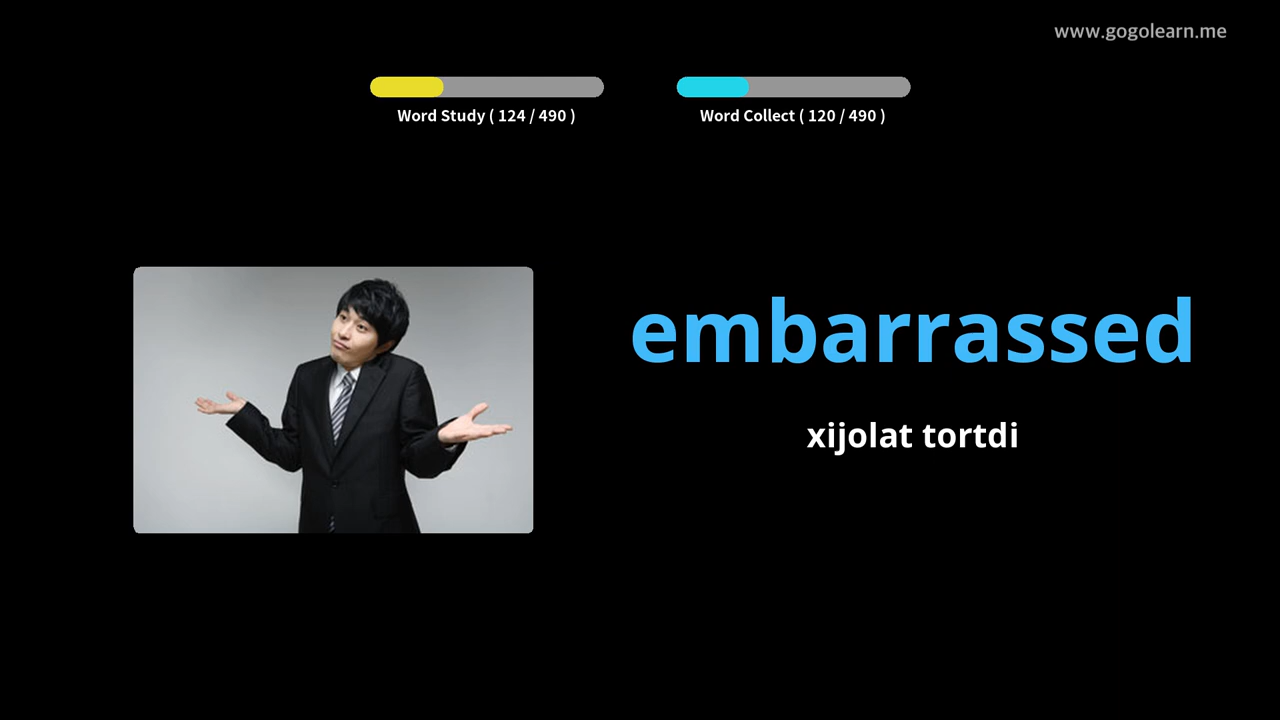 www.gogolearn.me
Word Study ( 124 / 490 )
Word Collect ( 120 / 490 )
embarrassed
xijolat tortdi